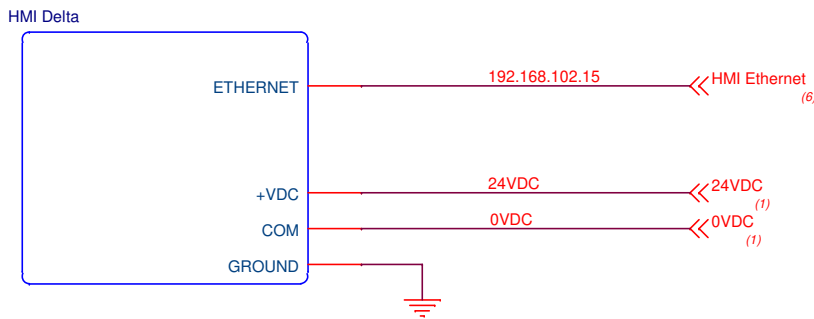 HMI Delta
ETHERNET 192.168.102.15 HMI Ethernet
(6)
+VDC 24VDC 24VDC
(1)
COM 0VDC 0VDC
(1)
GROUND